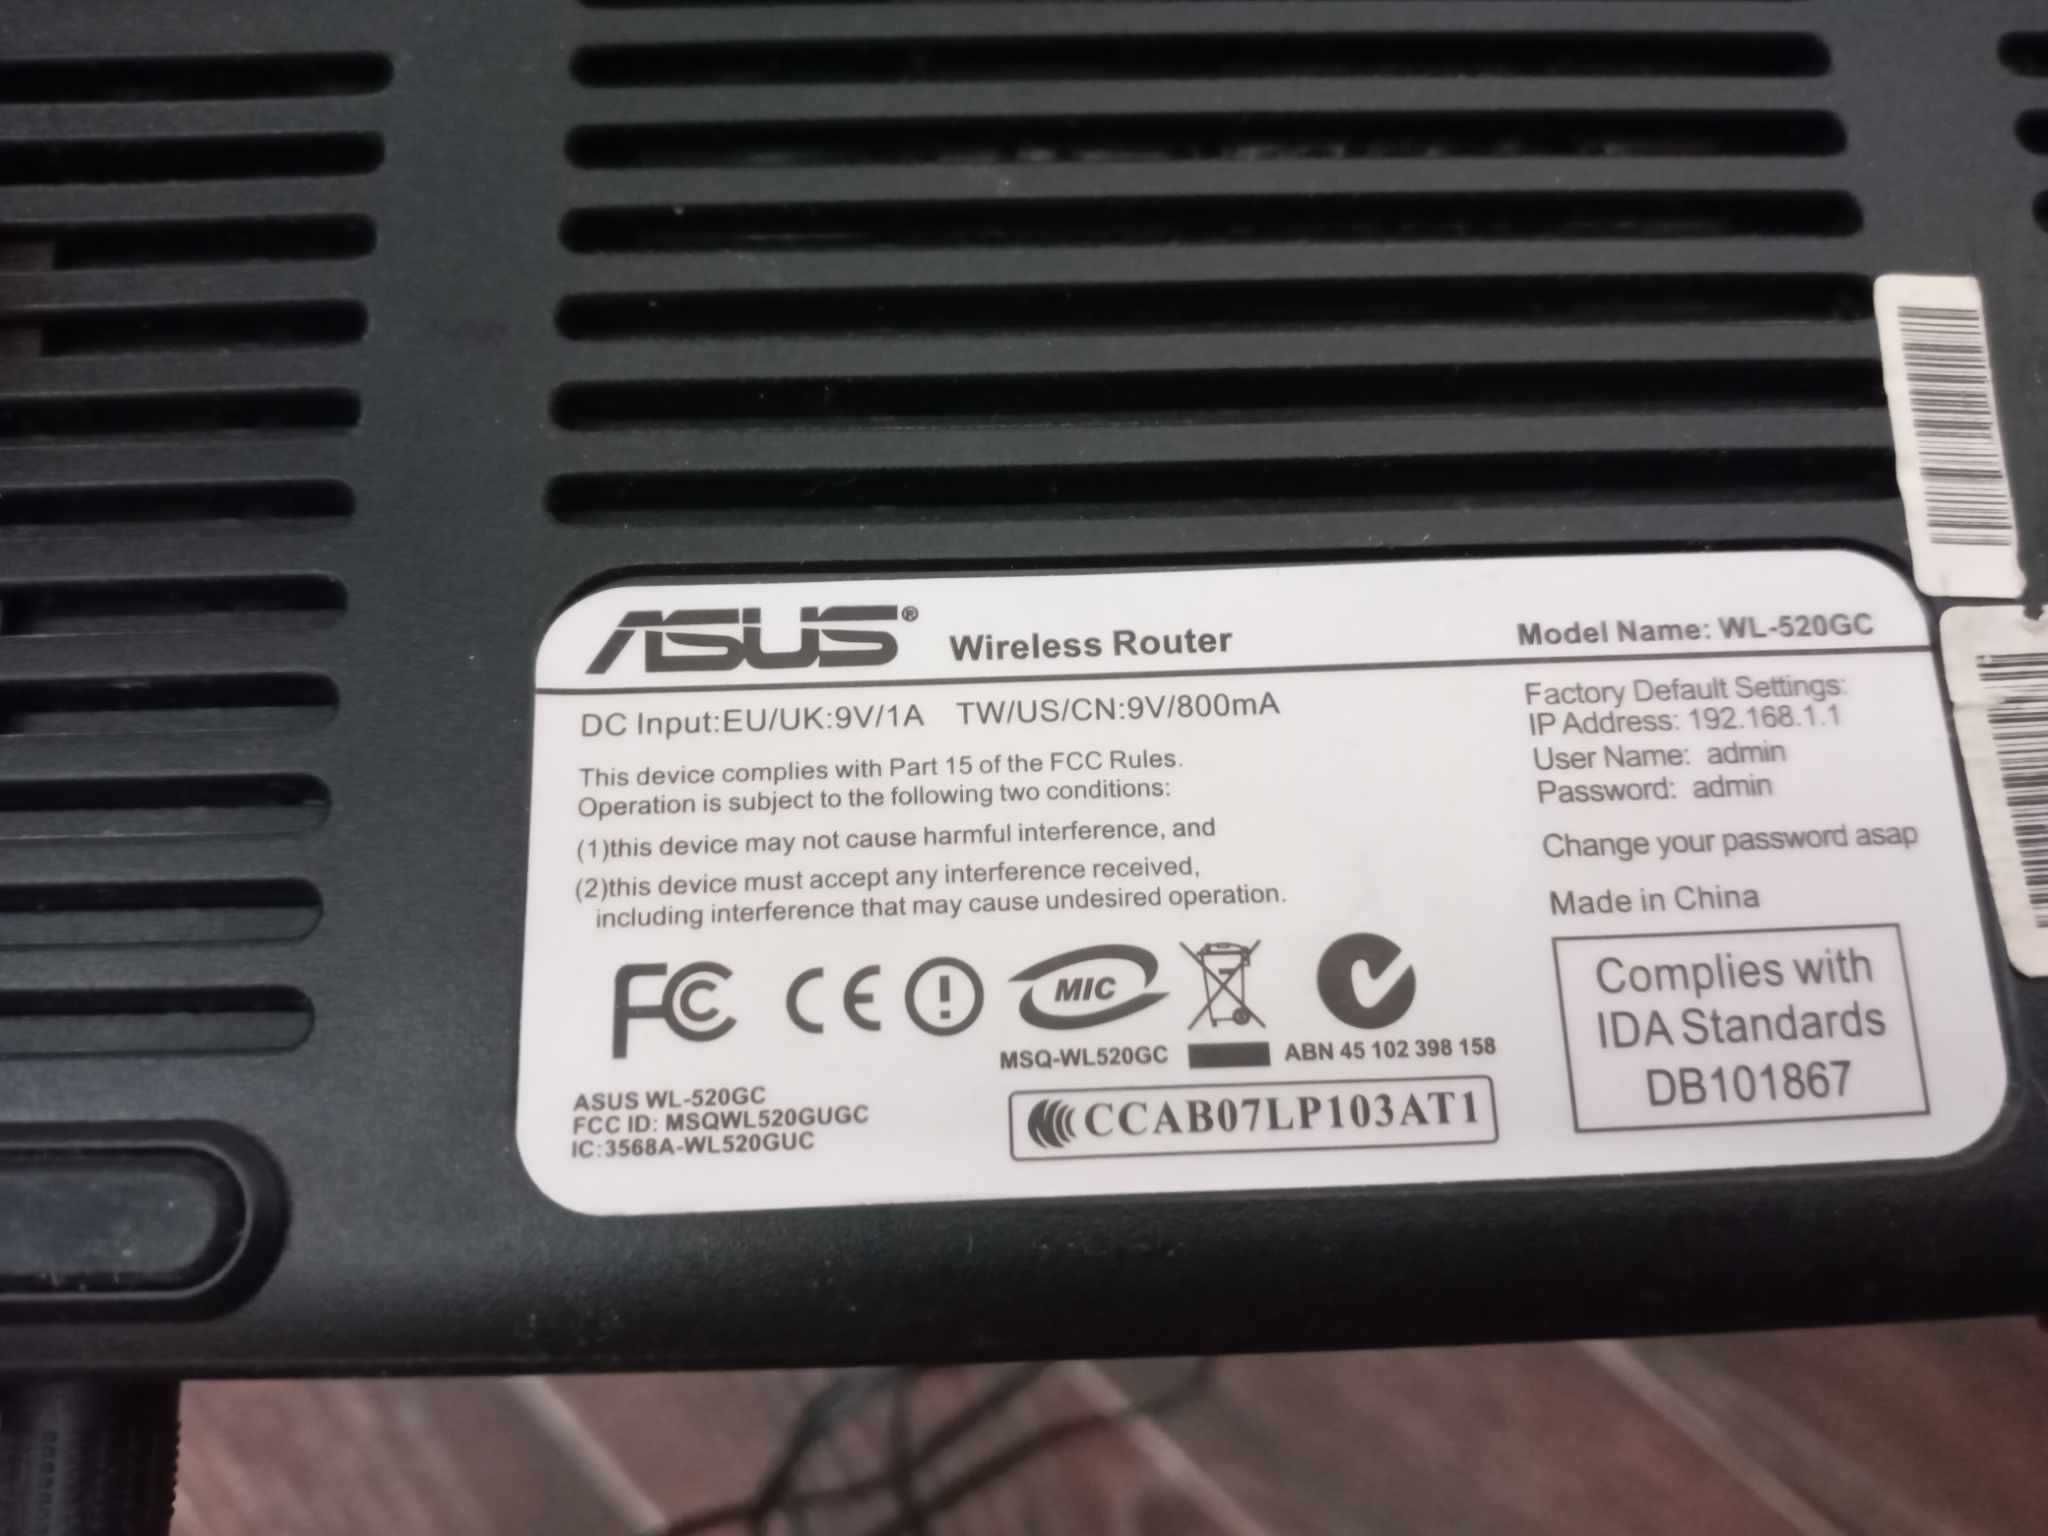 ASUS® Wireless Router Model Name: WL-520GC
DC Input:EU/UK:9V/1A TW/US/CN:9V/800mA
This device complies with Part 15 of the FCC Rules.
Operation is subject to the following two conditions:
(1)this device may not cause harmful interference, and
(2)this device must accept any interference received,
including interference that may cause undesired operation.
Factory Default Settings:
IP Address: 192.168.1.1
User Name: admin
Password: admin
Change your password asap
Made in China
FC CE MIC
MSQ-WL520GC ABN 45 102 398 158
ASUS WL-520GC
FCC ID: MSQWL520GUGC
IC:3568A-WL520GUC
CCAB07LP103AT1
Complies with
IDA Standards
DB101867